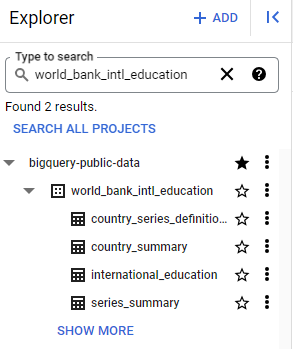 Explorer
+ ADD
Type to search
world_bank_intl_education
Found 2 results.
SEARCH ALL PROJECTS
bigquery-public-data
world_bank_intl_education
country_series_definitio...
country_summary
international_education
series_summary
SHOW MORE